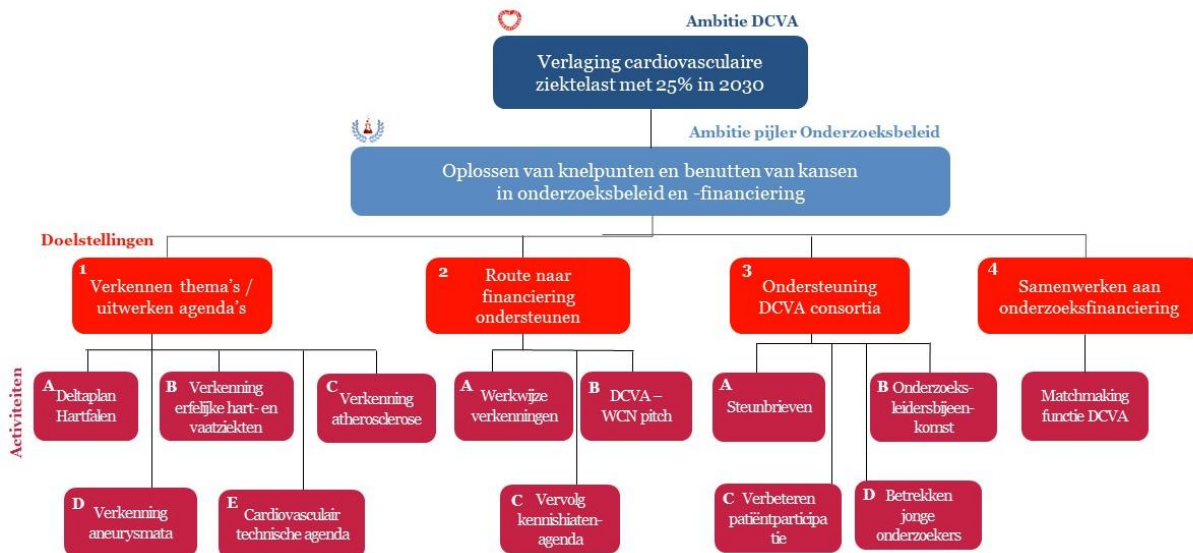 Ambitie DCVA
Verlaging cardiovasculaire
ziektelast met 25% in 2030
Ambitie pijler Onderzoeksbeleid
Oplossen van knelpunten en benutten van kansen
in onderzoeksbeleid en -financiering
Doelstellingen
1
Verkennen thema's /
uitwerken agenda's
2
Route naar
financiering
ondersteunen
3
Ondersteuning
DCVA consortia
4
Samenwerken aan
onderzoeksfinanciering
Activiteiten
A
Deltaplan
Hartfalen
B
Verkenning
erfelijke hart- en
vaatziekten
C
Verkenning
atherosclerose
A
Werkwijze
verkenningen
B
DCVA –
WCN pitch
A
Steunbrieven
B
Onderzoeks-
leidersbijeen-
komst
Matchmaking
functie DCVA
D
Verkenning
aneurysmata
E
Cardiovasculair
technische agenda
C
Vervolg
kennishiaten-
agenda
C
Verbeteren
patiëntparticipa
tie
D
Betrekken
jonge
onderzoekers